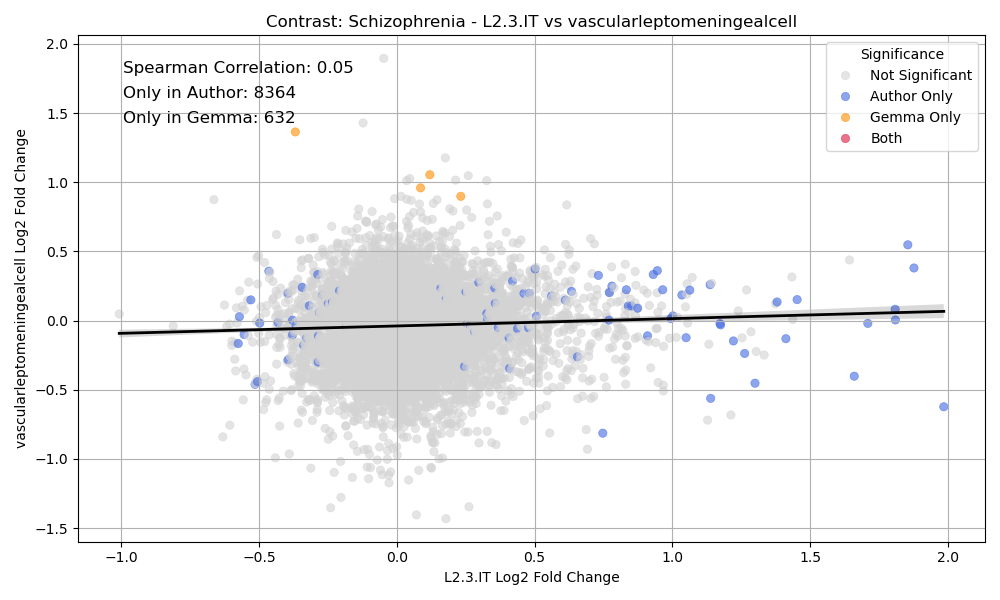 Contrast: Schizophrenia - L2.3.IT vs vascularleptomeningealcell
Spearman Correlation: 0.05
Only in Author: 8364
Only in Gemma: 632
Significance
Not Significant
Author Only
Gemma Only
Both
vascularleptomeningealcell Log2 Fold Change
2.0
1.5
1.0
0.5
0.0
−0.5
−1.0
−1.5
−1.0
−0.5
0.0
0.5
1.0
1.5
2.0
L2.3.IT Log2 Fold Change